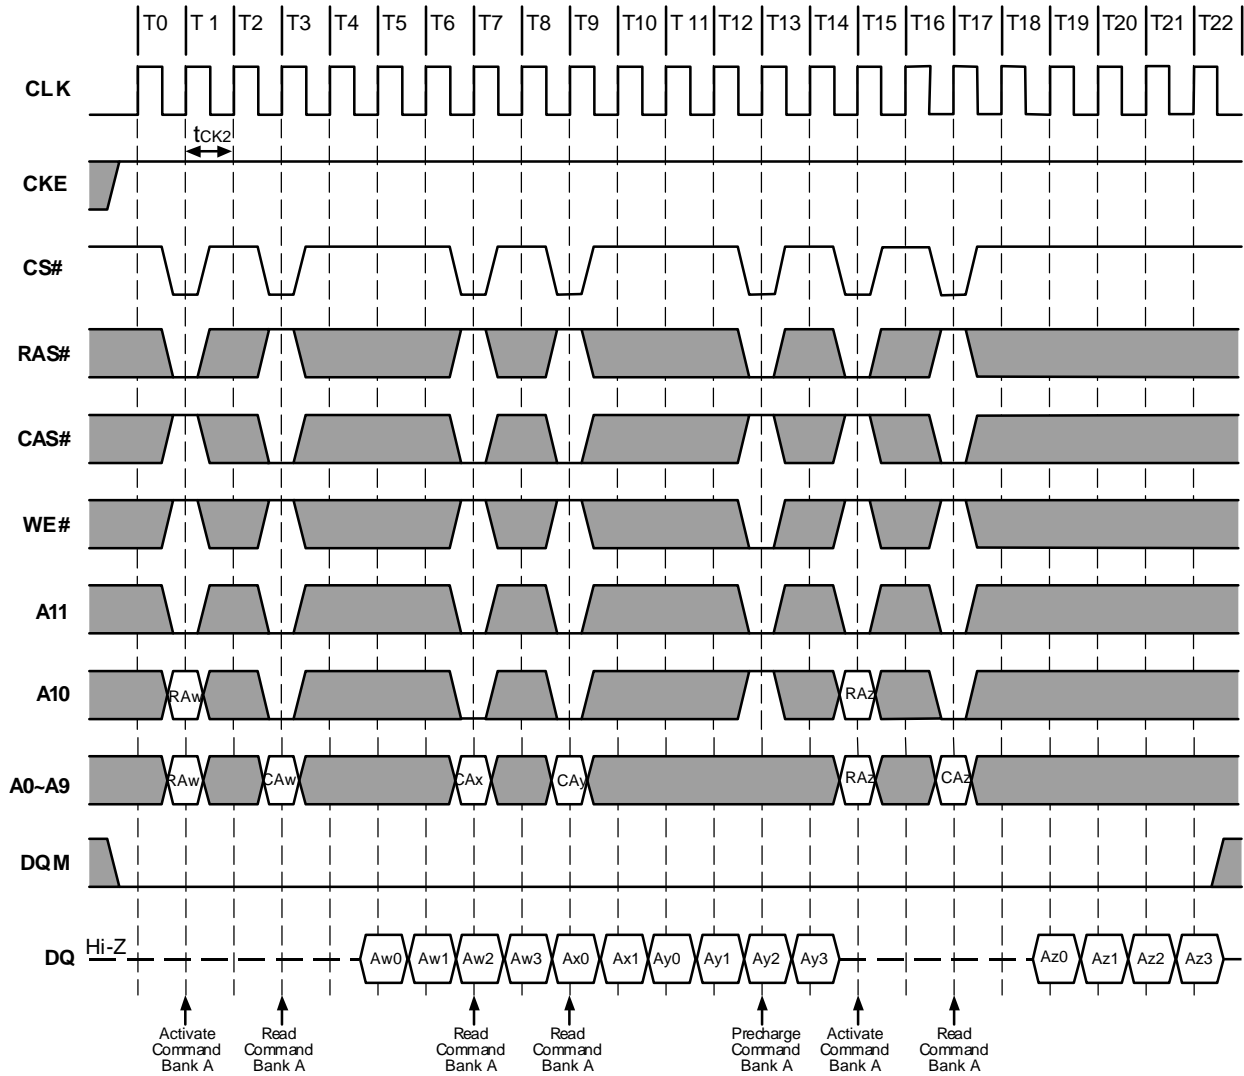 T0 T 1 T2 T3 T4 T5 T6 T7 T8 T9 T10 T 11 T12 T13 T14 T15 T16 T17 T18 T19 T20 T21 T22
CLK
tCK2
CKE
CS#
RAS#
CAS#
WE#
A11
A10 RAw RAz
A0~A9 RAw CAw CAx CAy RAz CAz
DQM
DQ Hi-Z Aw0 Aw1 Aw2 Aw3 Ax0 Ax1 Ay0 Ay1 Ay2 Ay3 Az0 Az1 Az2 Az3
Activate
Command
Bank A
Read
Command
Bank A
Read
Command
Bank A
Read
Command
Bank A
Precharge
Command
Bank A
Activate
Command
Bank A
Read
Command
Bank A